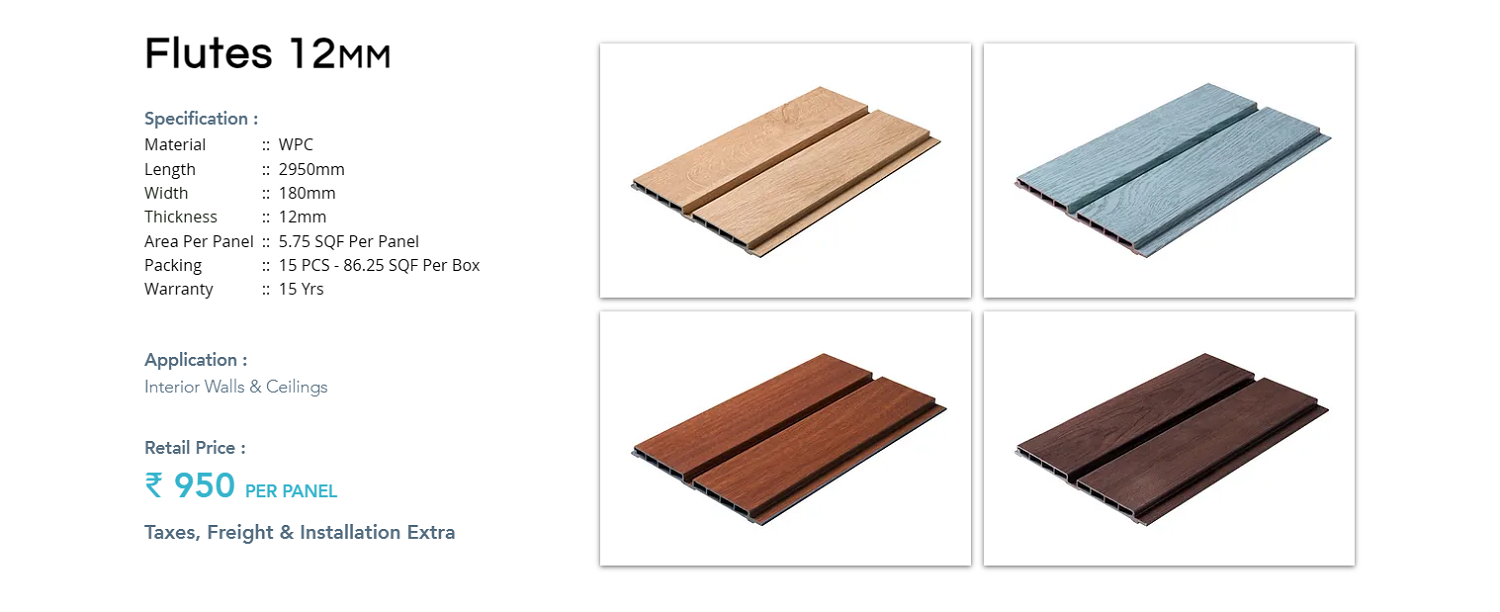 Flutes 12MM
Specification :
Material :: WPC
Length :: 2950mm
Width :: 180mm
Thickness :: 12mm
Area Per Panel :: 5.75 SQF Per Panel
Packing :: 15 PCS - 86.25 SQF Per Box
Warranty :: 15 Yrs
Application :
Interior Walls & Ceilings
Retail Price :
₹ 950 PER PANEL
Taxes, Freight & Installation Extra